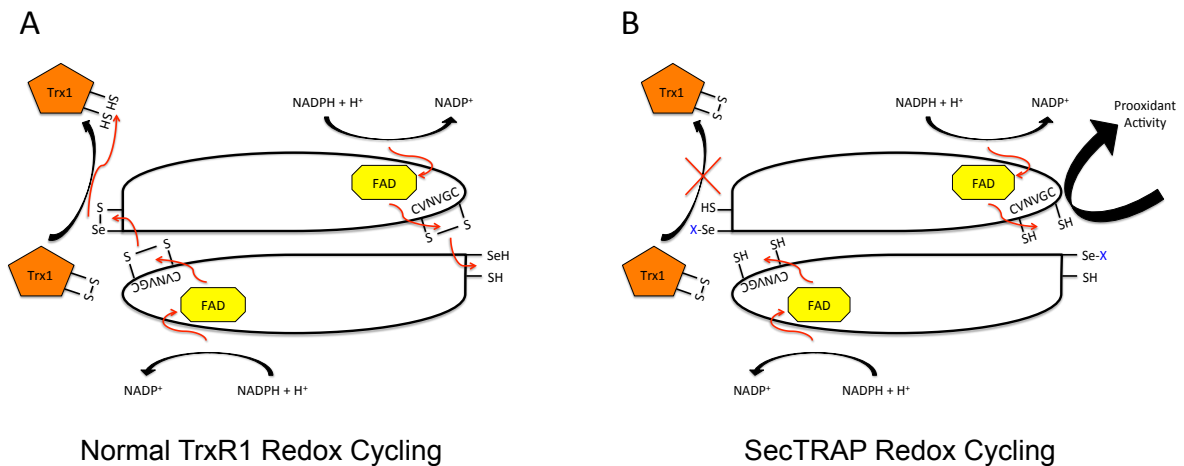 A
Trx1
SH
SH
NADPH + H⁺
NADP⁺
FAD
CVNVGC
S
S
S
Se
S
S
SeH
SH
Trx1
S
S
CVNVGC
FAD
NADP⁺
NADPH + H⁺
Normal TrxR1 Redox Cycling
B
Trx1
S
S
NADPH + H⁺
NADP⁺
Prooxidant
Activity
FAD
CVNVGC
SH
SH
HS
X-Se
SH
SH
Se-X
SH
Trx1
S
S
CVNVGC
FAD
NADP⁺
NADPH + H⁺
SecTRAP Redox Cycling